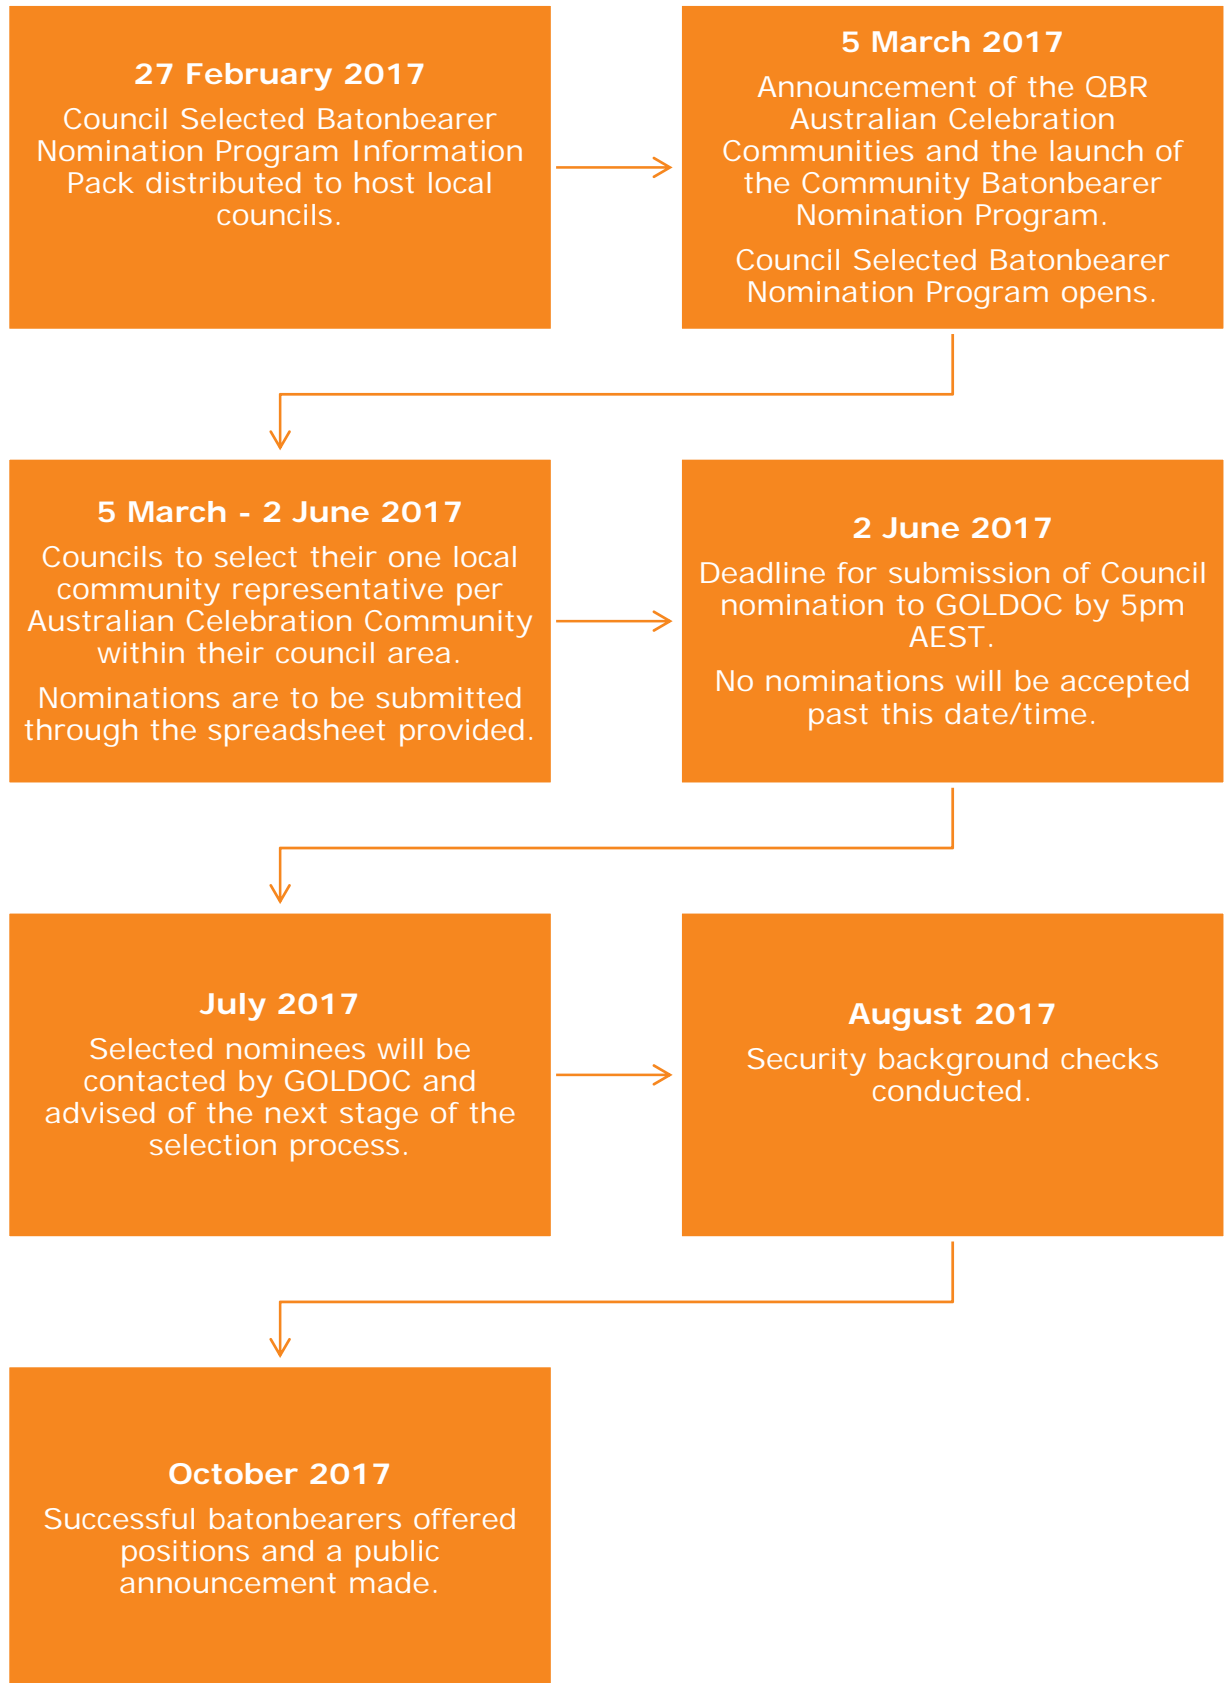 27 February 2017
Council Selected Batonbearer
Nomination Program Information
Pack distributed to host local
councils.
5 March 2017
Announcement of the QBR
Australian Celebration
Communities and the launch of
the Community Batonbearer
Nomination Program.
Council Selected Batonbearer
Nomination Program opens.
5 March - 2 June 2017
Councils to select their one local
community representative per
Australian Celebration Community
within their council area.
Nominations are to be submitted
through the spreadsheet provided.
2 June 2017
Deadline for submission of Council
nomination to GOLDOC by 5pm
AEST.
No nominations will be accepted
past this date/time.
July 2017
Selected nominees will be
contacted by GOLDOC and
advised of the next stage of the
selection process.
August 2017
Security background checks
conducted.
October 2017
Successful batonbearers offered
positions and a public
announcement made.